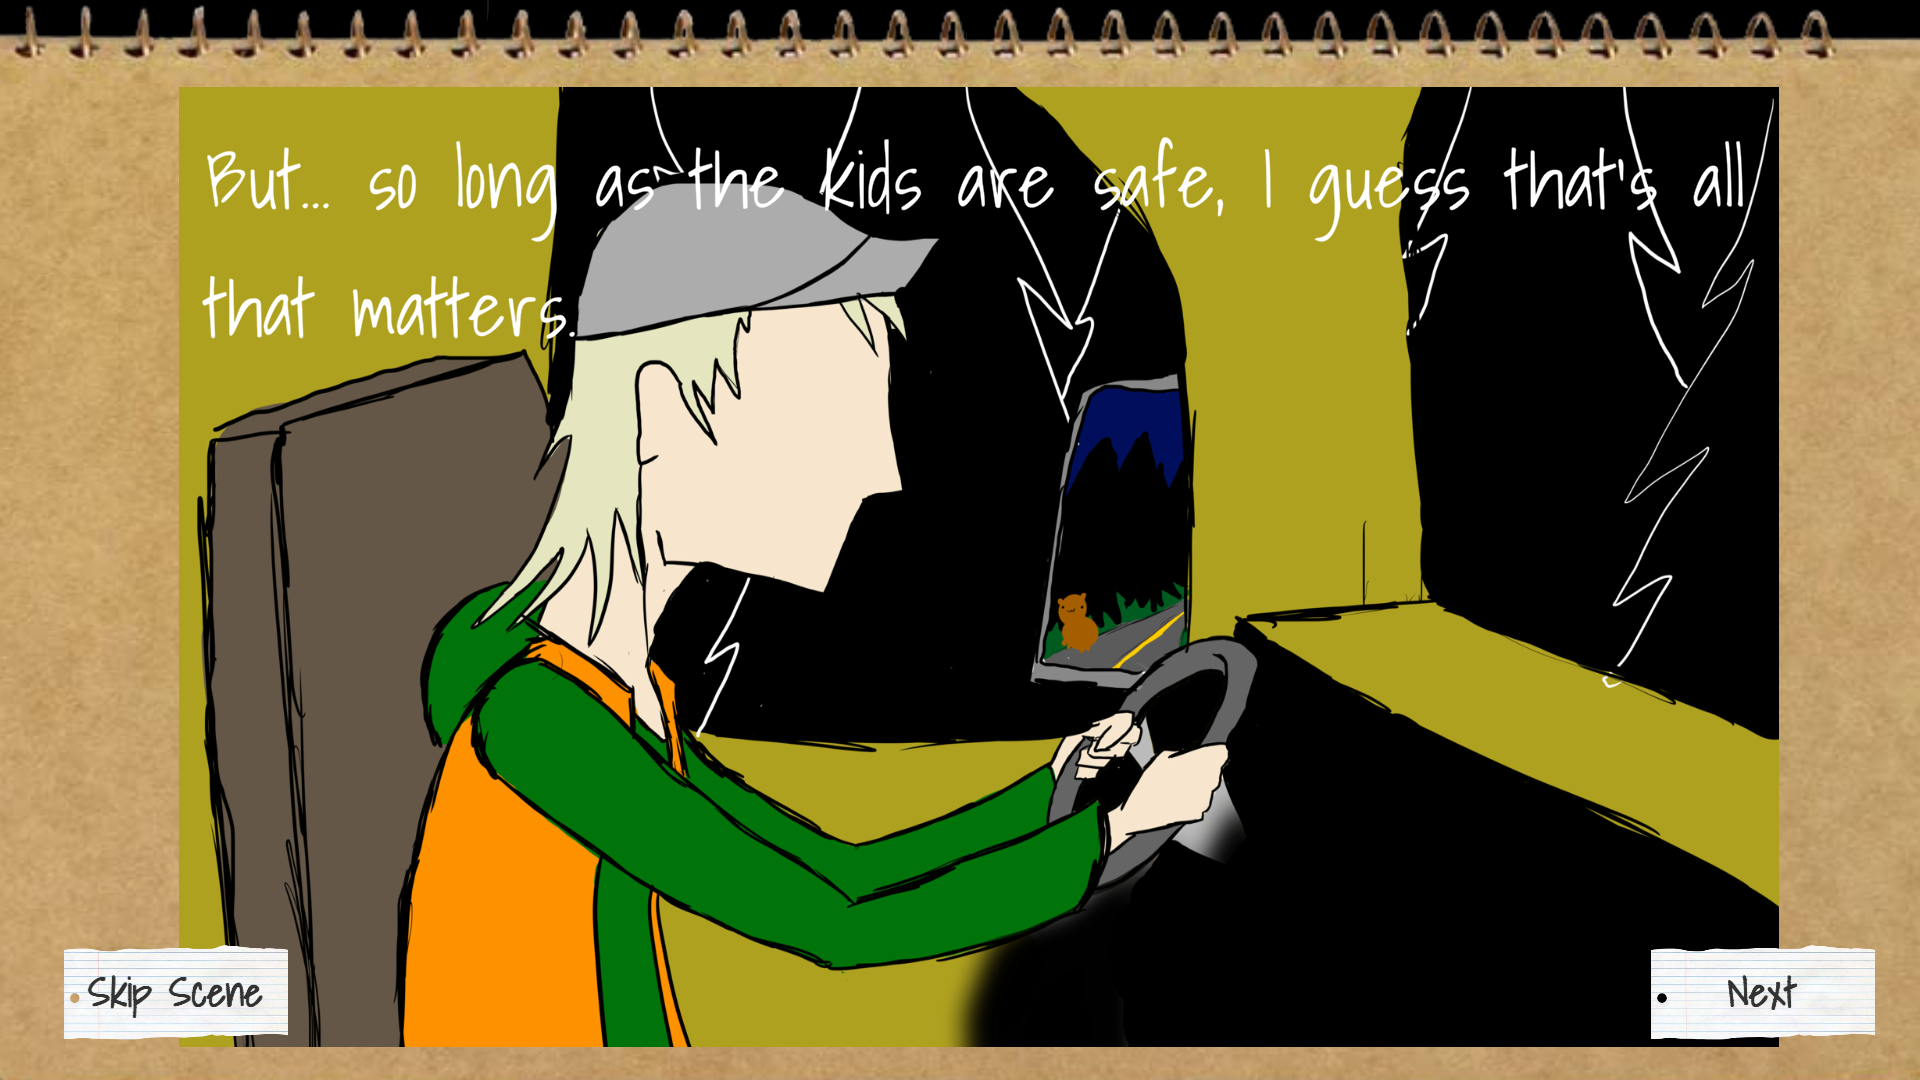 But... so long as the kids are safe, I guess that's all
that matters.
Skip Scene
Next